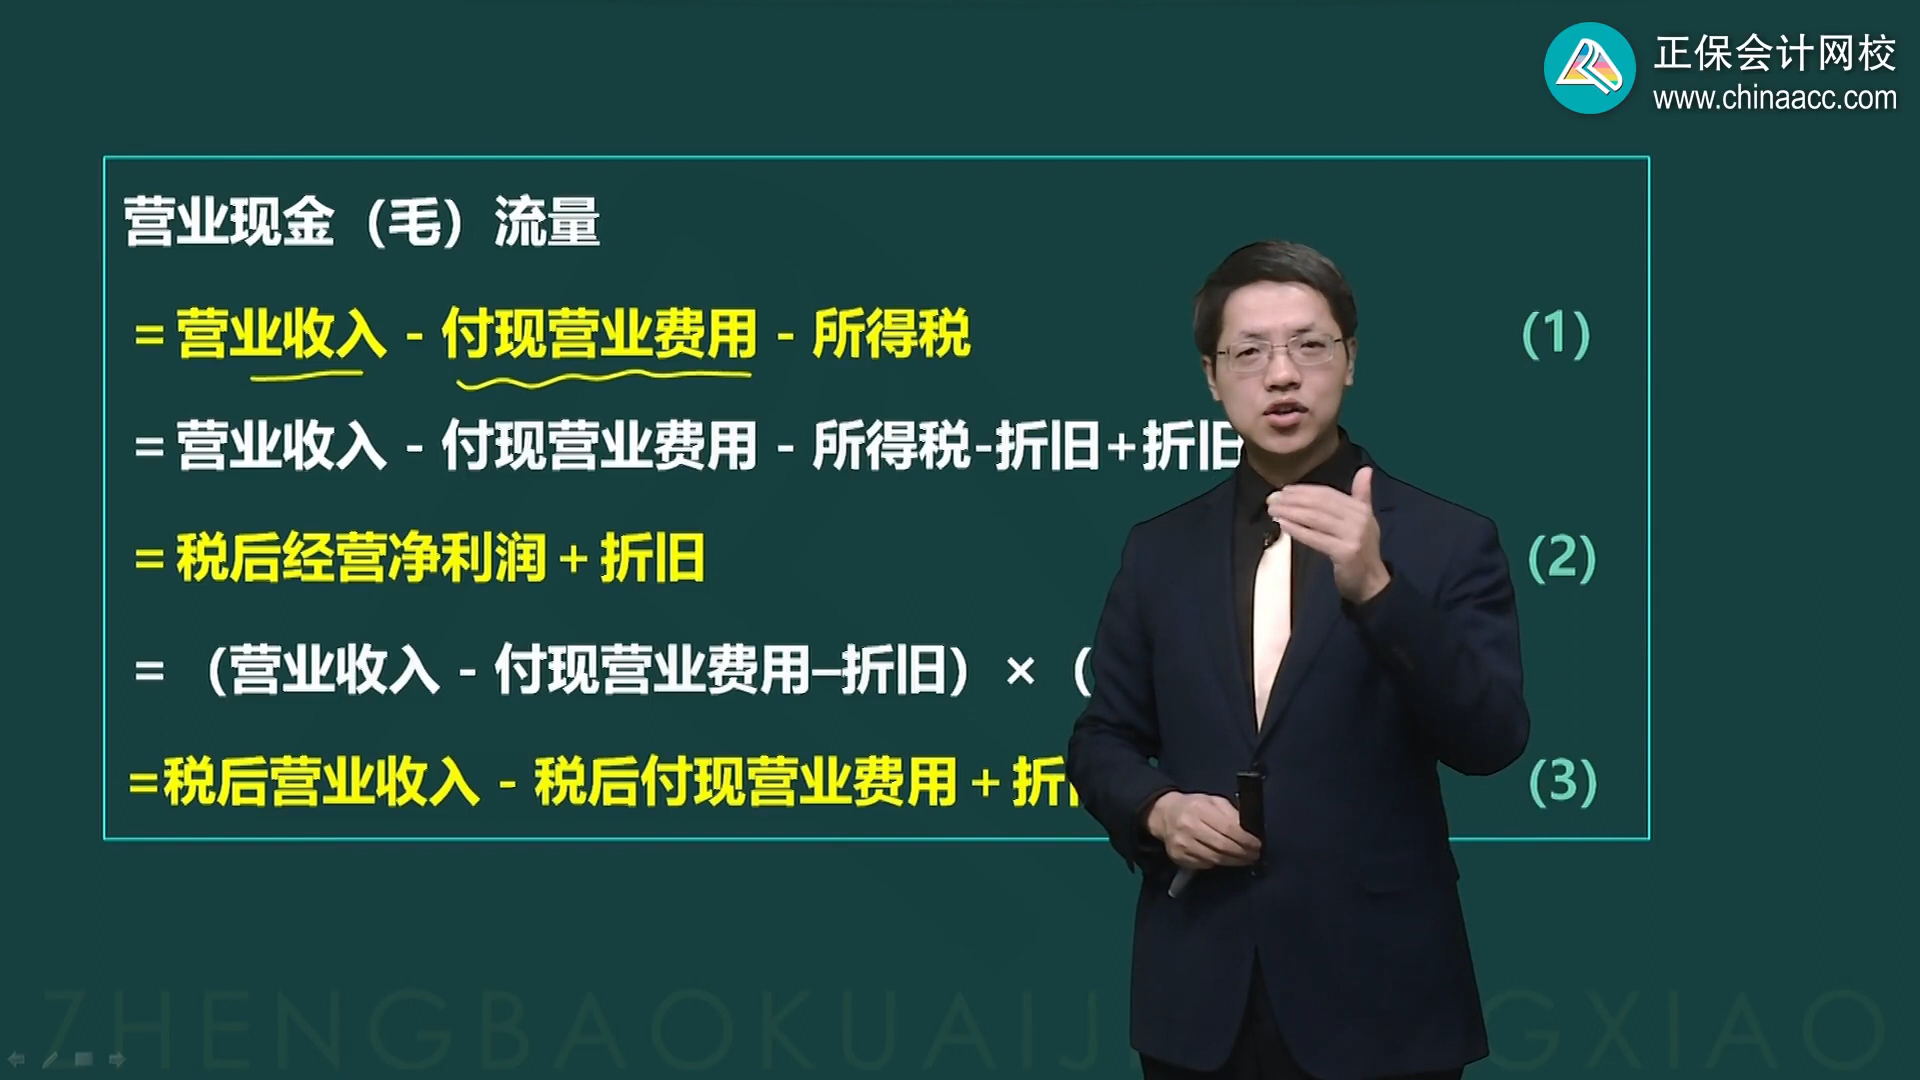 正保会计网校
www.chinaacc.com
营业现金（毛）流量
=营业收入 - 付现营业费用 - 所得税 (1)
=营业收入 - 付现营业费用 - 所得税-折旧+折旧
=税后经营净利润+折旧 (2)
=（营业收入 - 付现营业费用–折旧）×（
=税后营业收入 - 税后付现营业费用+折 (3)
ZHENGBAOKUAIJ GXIAO